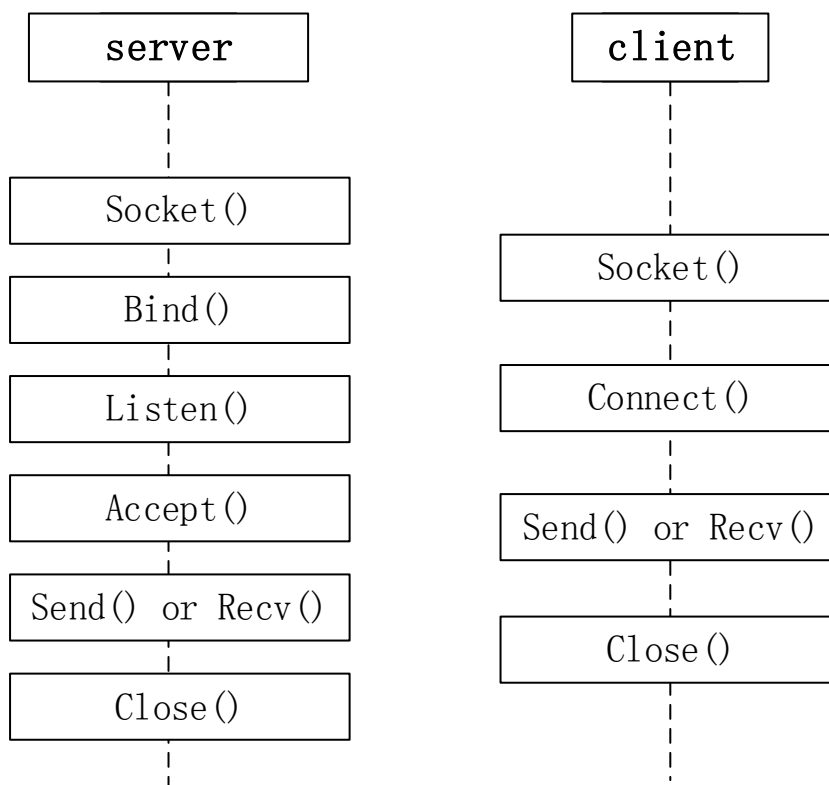 server
Socket()
Bind()
Listen()
Accept()
Send() or Recv()
Close()
client
Socket()
Connect()
Send() or Recv()
Close()